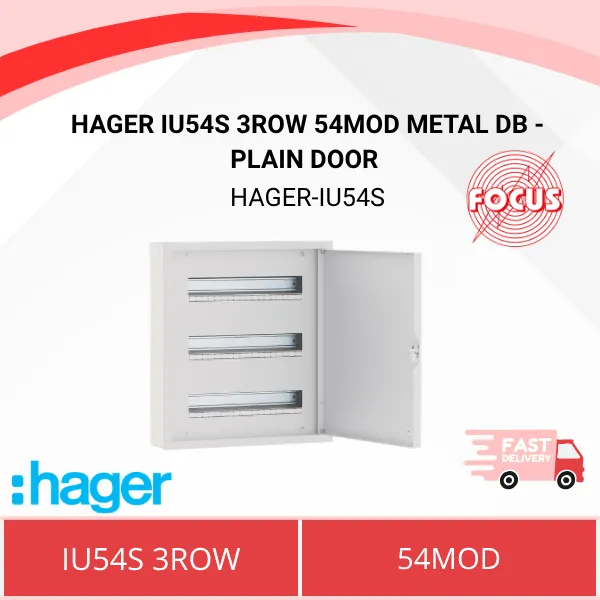 HAGER IU54S 3ROW 54MOD METAL DB -
PLAIN DOOR
HAGER-IU54S
FOCUS
FAST
DELIVERY
:hager
IU54S 3ROW
54MOD